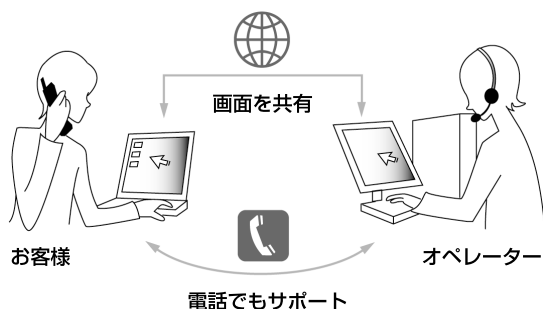 画面を共有
お客様
オペレーター
電話でもサポート